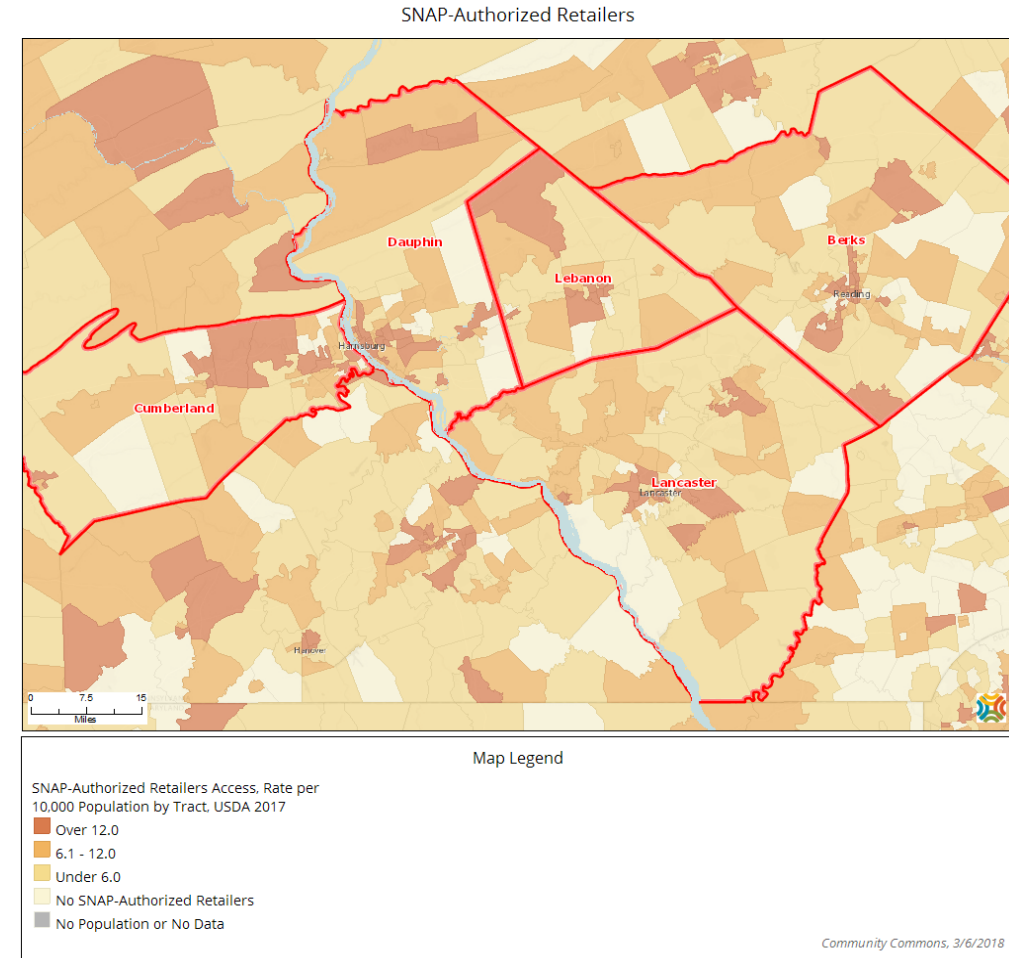 SNAP-Authorized Retailers
Dauphin
Berks
Lebanon
Reading
Harrisburg
Cumberland
Lancaster
Lancaster
Hanover
0 7.5 15
Miles
Map Legend
SNAP-Authorized Retailers Access, Rate per
10,000 Population by Tract, USDA 2017
Over 12.0
6.1 - 12.0
Under 6.0
No SNAP-Authorized Retailers
No Population or No Data
Community Commons, 3/6/2018